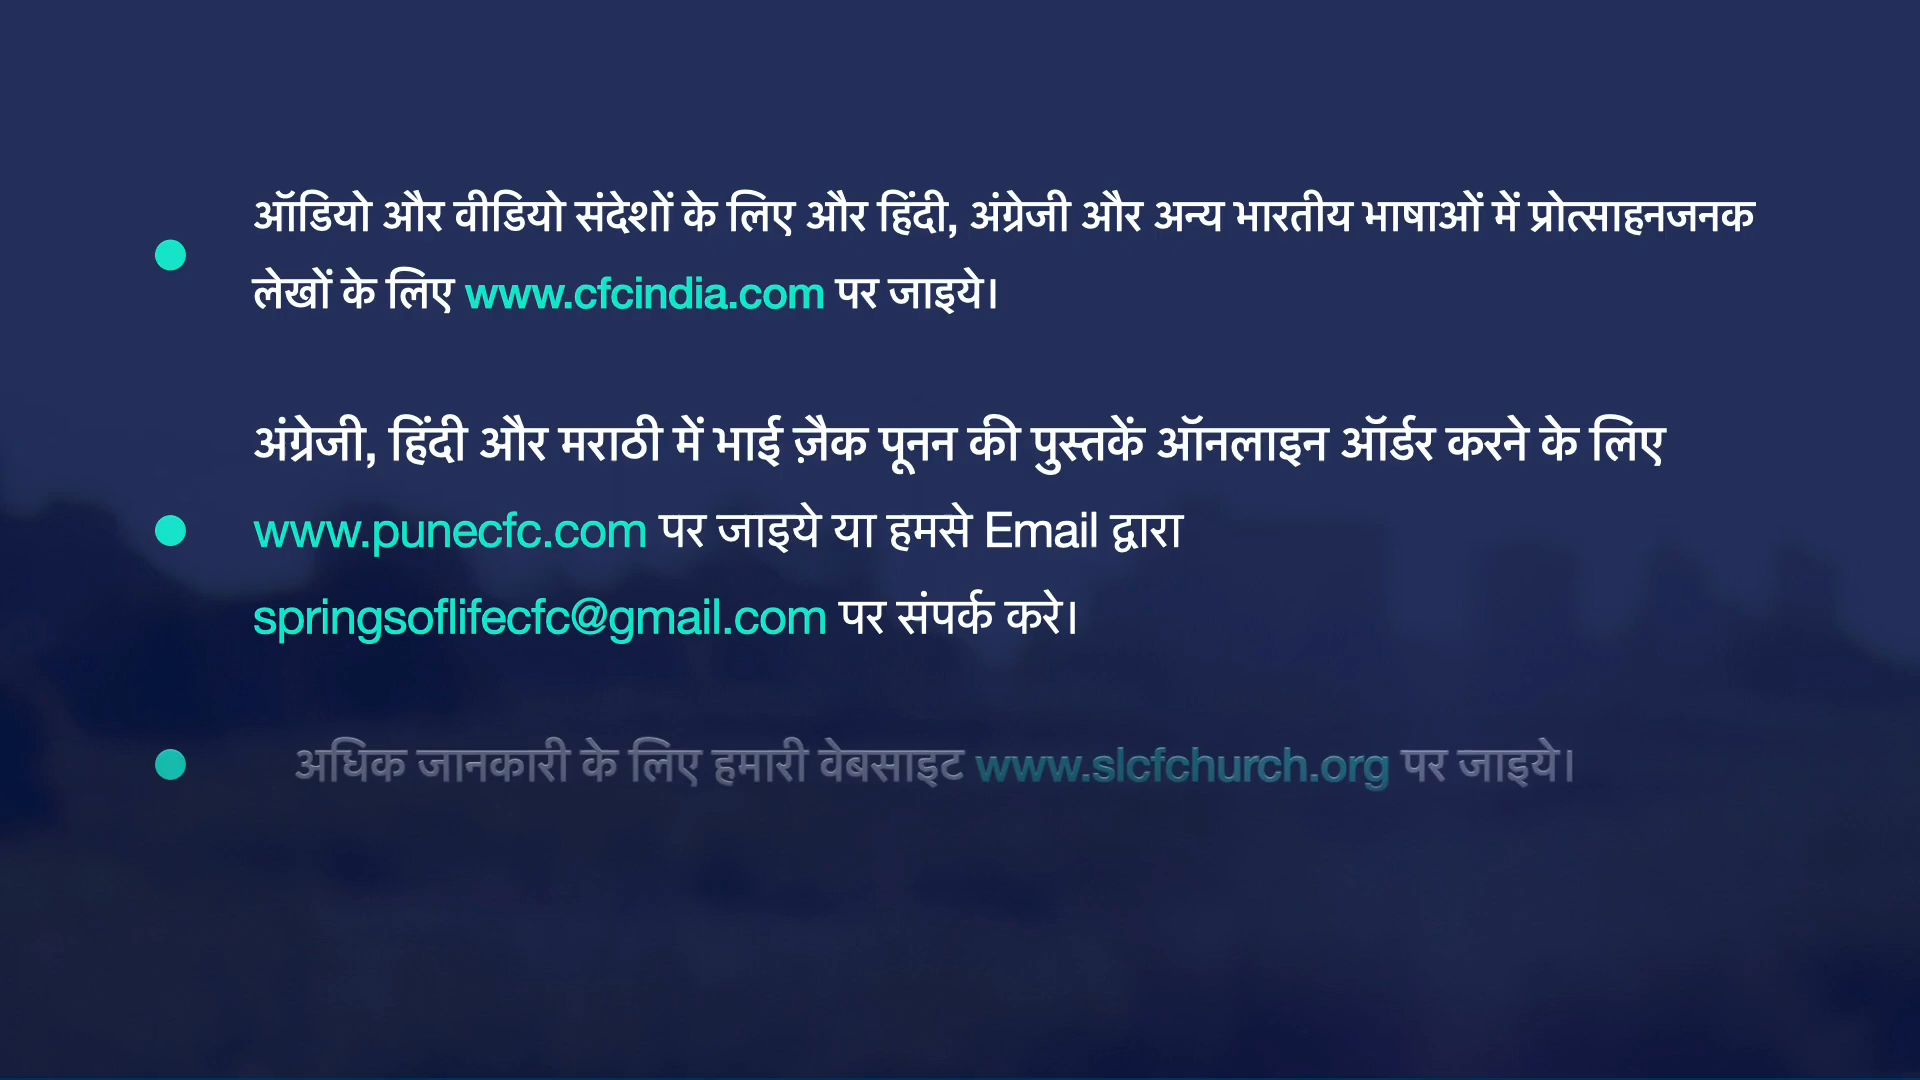 ऑडियो और वीडियो संदेशों के लिए और हिंदी, अंग्रेजी और अन्य भारतीय भाषाओं में प्रोत्साहनजनक
लेखों के लिए www.cfcindia.com पर जाइये।
अंग्रेजी, हिंदी और मराठी में भाई ज़ैक पूनन की पुस्तकें ऑनलाइन ऑर्डर करने के लिए
www.punecfc.com पर जाइये या हमसे Email द्वारा
springsoflifecfc@gmail.com पर संपर्क करे।
अधिक जानकारी के लिए हमारी वेबसाइट www.slcfchurch.org पर जाइये।